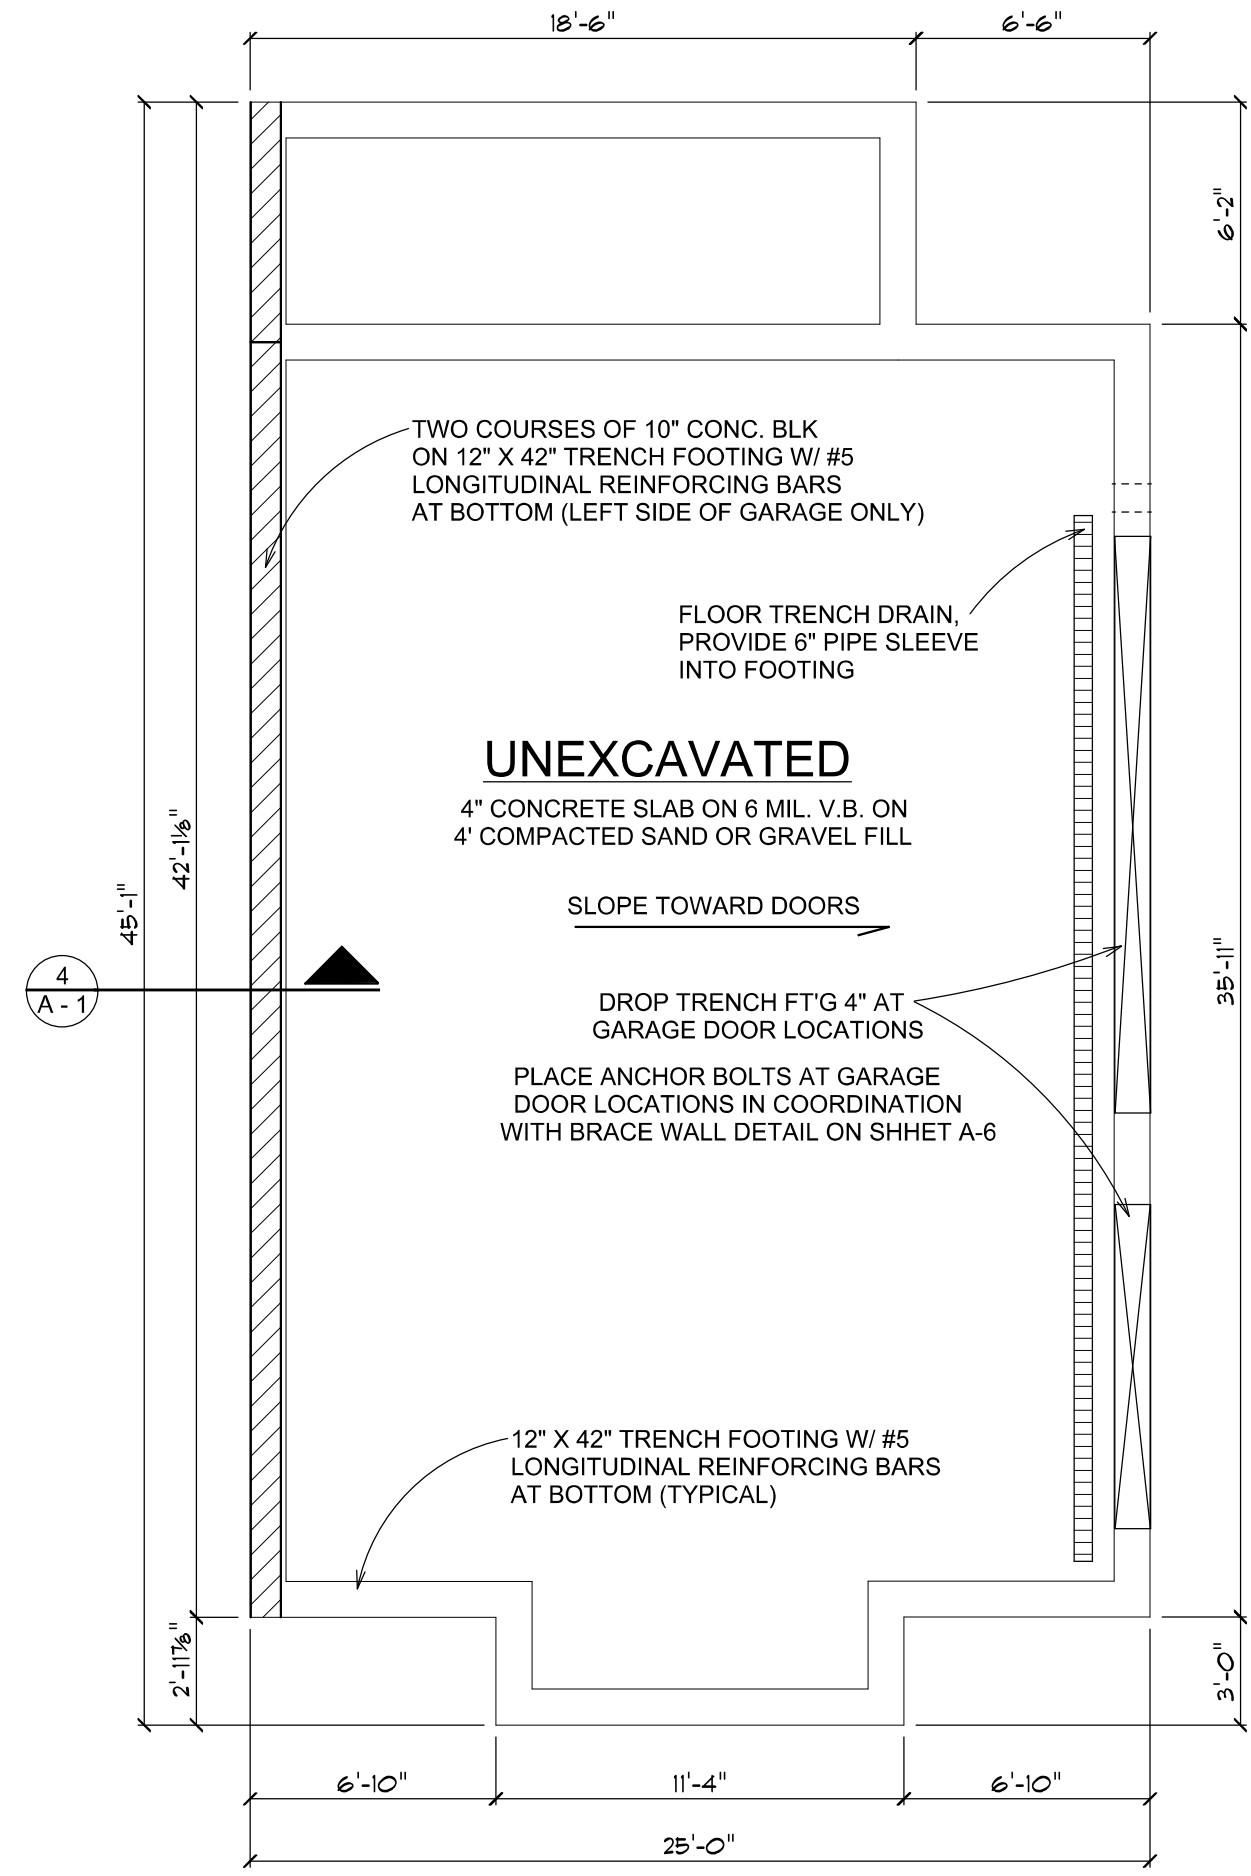 18'-6"
6'-6"
6'-2"
TWO COURSES OF 10" CONC. BLK
ON 12" X 42" TRENCH FOOTING W/ #5
LONGITUDINAL REINFORCING BARS
AT BOTTOM (LEFT SIDE OF GARAGE ONLY)
FLOOR TRENCH DRAIN,
PROVIDE 6" PIPE SLEEVE
INTO FOOTING
UNEXCAVATED
4" CONCRETE SLAB ON 6 MIL. V.B. ON
4' COMPACTED SAND OR GRAVEL FILL
42'-1⅛"
45'-1"
SLOPE TOWARD DOORS
35'-11"
4
A - 1
DROP TRENCH FT'G 4" AT
GARAGE DOOR LOCATIONS
PLACE ANCHOR BOLTS AT GARAGE
DOOR LOCATIONS IN COORDINATION
WITH BRACE WALL DETAIL ON SHHET A-6
12" X 42" TRENCH FOOTING W/ #5
LONGITUDINAL REINFORCING BARS
AT BOTTOM (TYPICAL)
2'-11⅞"
3'-0"
6'-10"
11'-4"
6'-10"
25'-0"